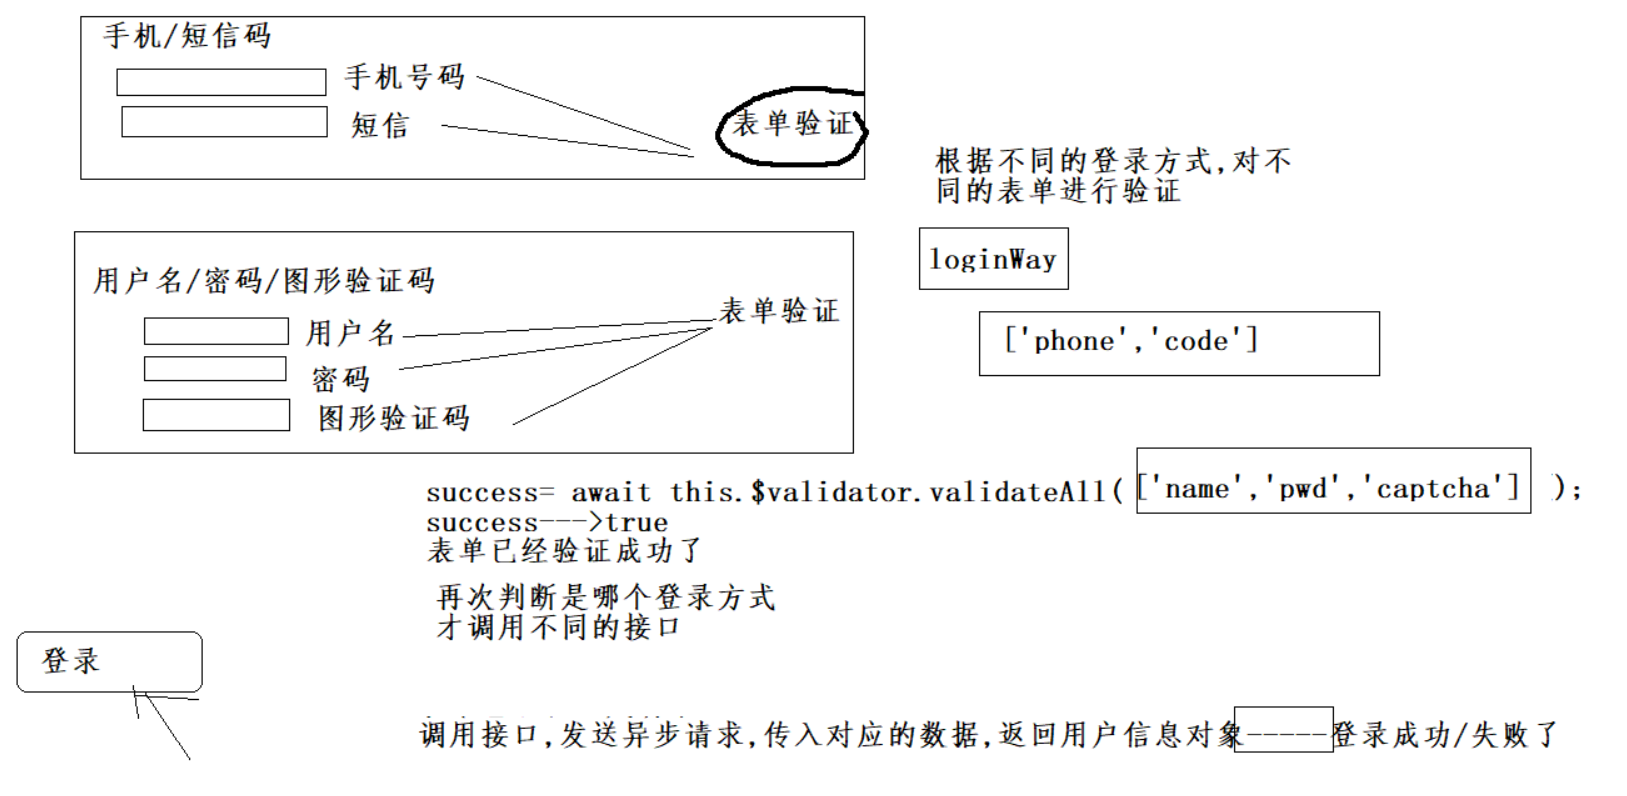 手机/短信码
手机号码
短信
表单验证
根据不同的登录方式,对不
同的表单进行验证
loginWay
['phone','code']
用户名/密码/图形验证码
表单验证
用户名
密码
图形验证码
success= await this.$validator.validateAll( ['name','pwd','captcha'] );
success--->true
表单已经验证成功了
再次判断是哪个登录方式
才调用不同的接口
登录
调用接口,发送异步请求,传入对应的数据,返回用户信息对象-----登录成功/失败了